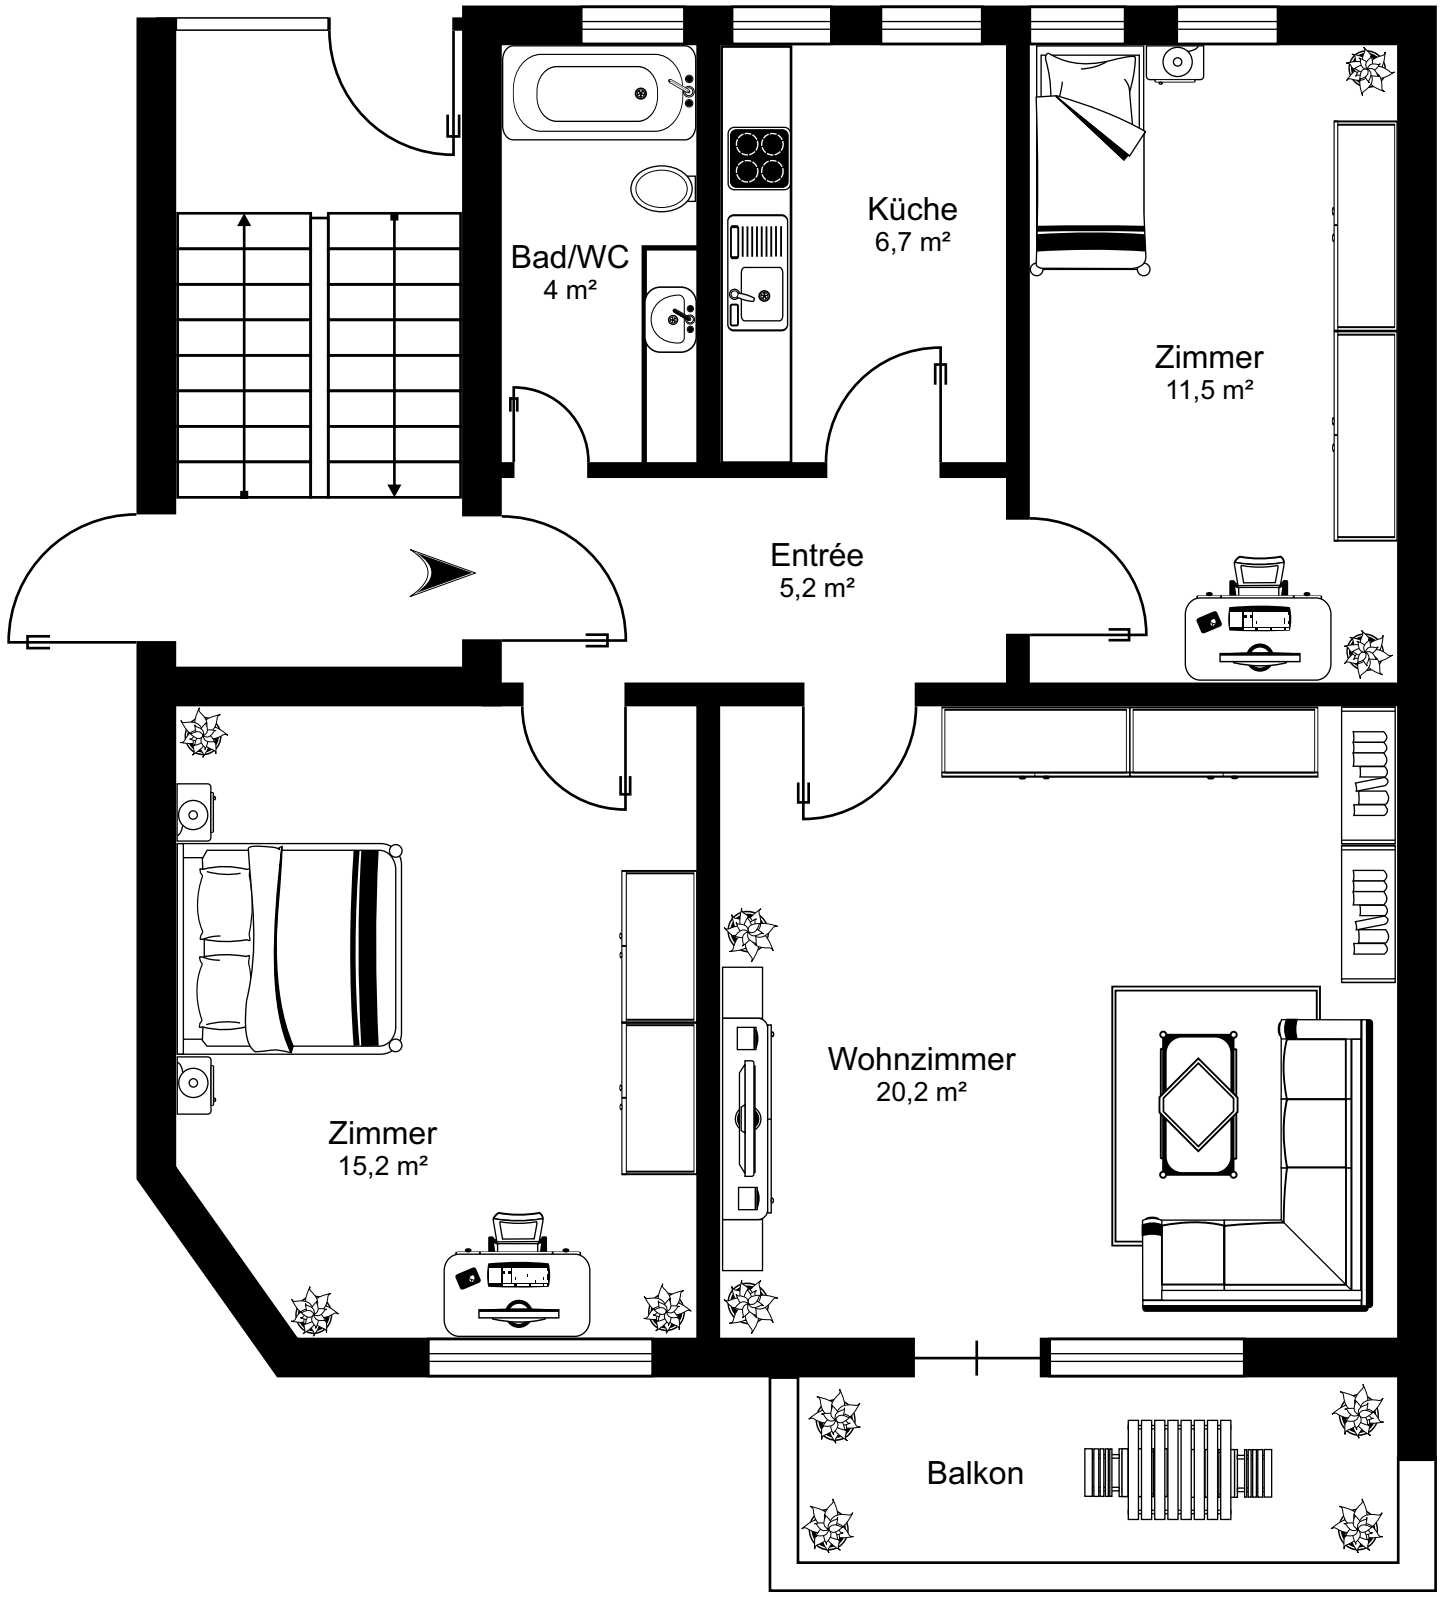 Küche
6,7 m²
Bad/WC
4 m²
Zimmer
11,5 m²
Entrée
5,2 m²
Wohnzimmer
20,2 m²
Zimmer
15,2 m²
Balkon